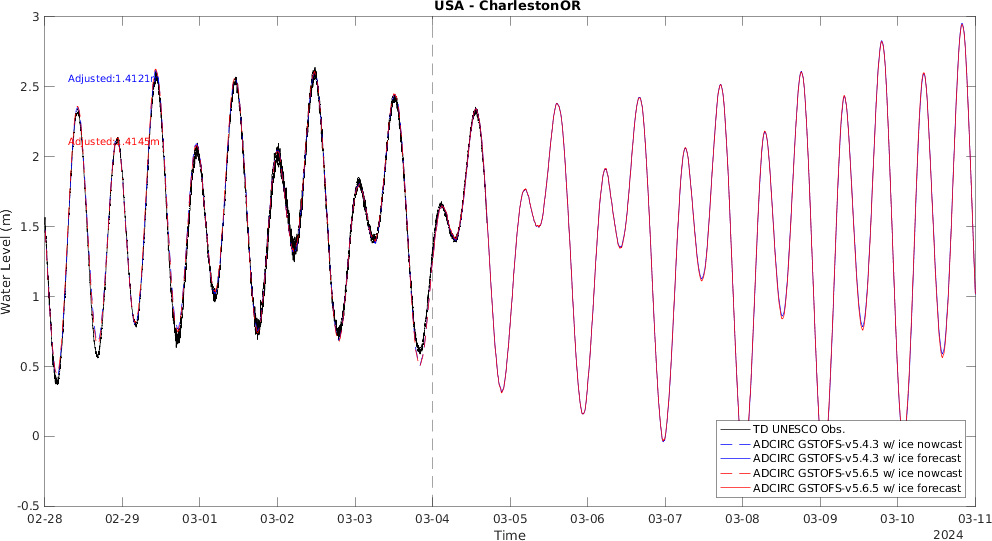 USA - CharlestonOR
Water Level (m)
3
2.5
2
1.5
1
0.5
0
-0.5
Adjusted:1.4121m
Adjusted:1.4145m
TD UNESCO Obs.
ADCIRC GSTOFS-v5.4.3 w/ ice nowcast
ADCIRC GSTOFS-v5.4.3 w/ ice forecast
ADCIRC GSTOFS-v5.6.5 w/ ice nowcast
ADCIRC GSTOFS-v5.6.5 w/ ice forecast
02-28 02-29 03-01 03-02 03-03 03-04 03-05 03-06 03-07 03-08 03-09 03-10 03-11
Time
2024